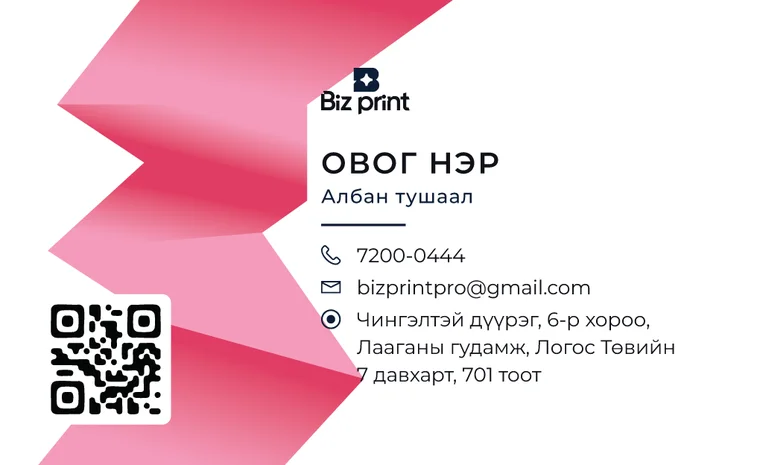 Biz print
ОВОГ НЭР
Албан тушаал
7200-0444
bizprintpro@gmail.com
Чингэлтэй дүүрэг, 6-р хороо,
Лааганы гудамж, Логос Төвийн
7 давхарт, 701 тоот